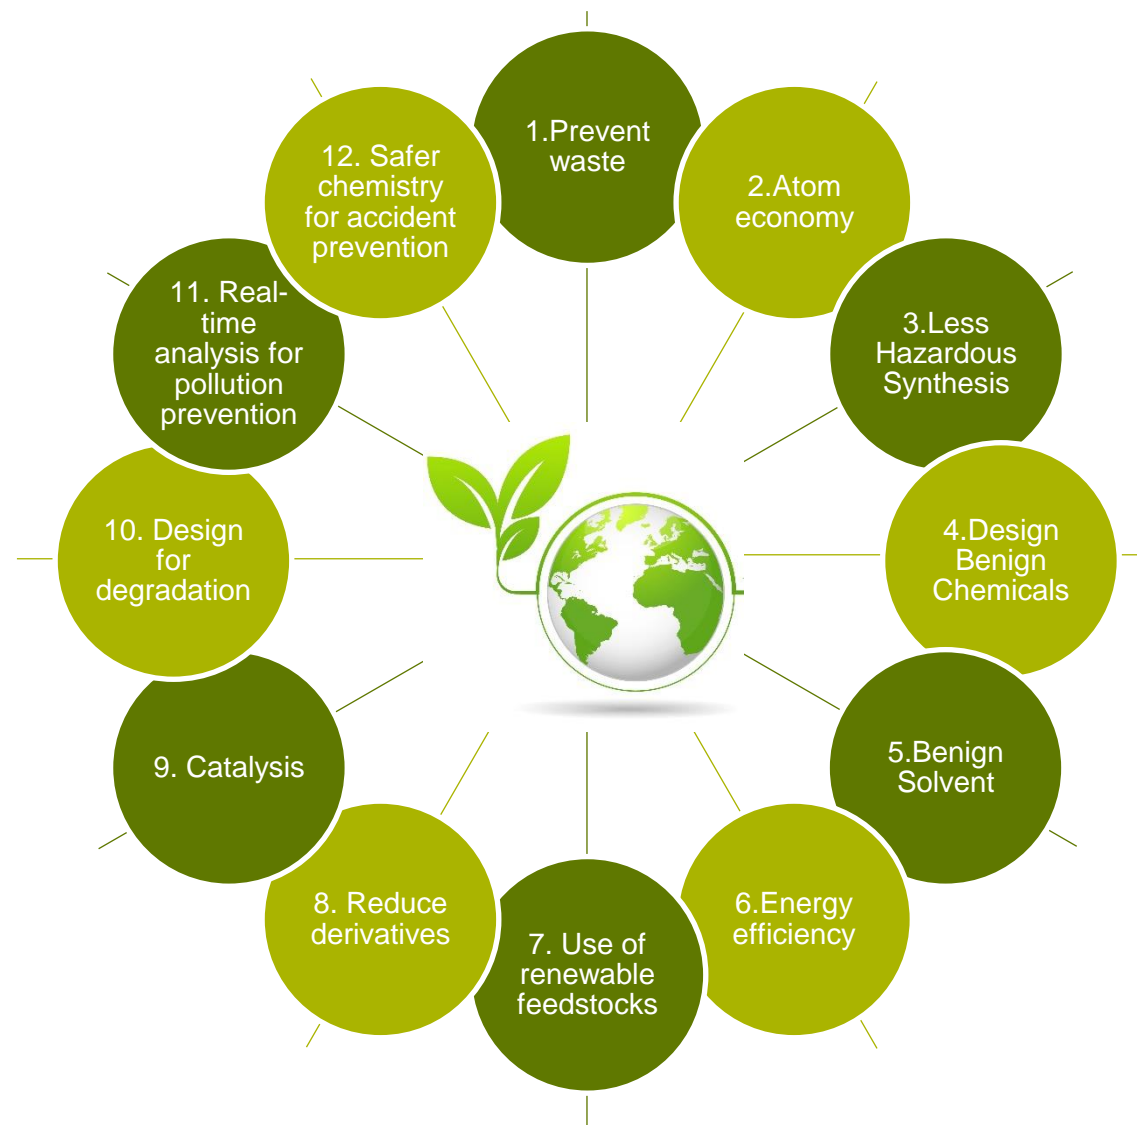 1.Prevent
waste
2.Atom
economy
3.Less
Hazardous
Synthesis
4.Design
Benign
Chemicals
5.Benign
Solvent
6.Energy
efficiency
7. Use of
renewable
feedstocks
8. Reduce
derivatives
9. Catalysis
10. Design
for
degradation
11. Real-
time
analysis for
pollution
prevention
12. Safer
chemistry
for accident
prevention